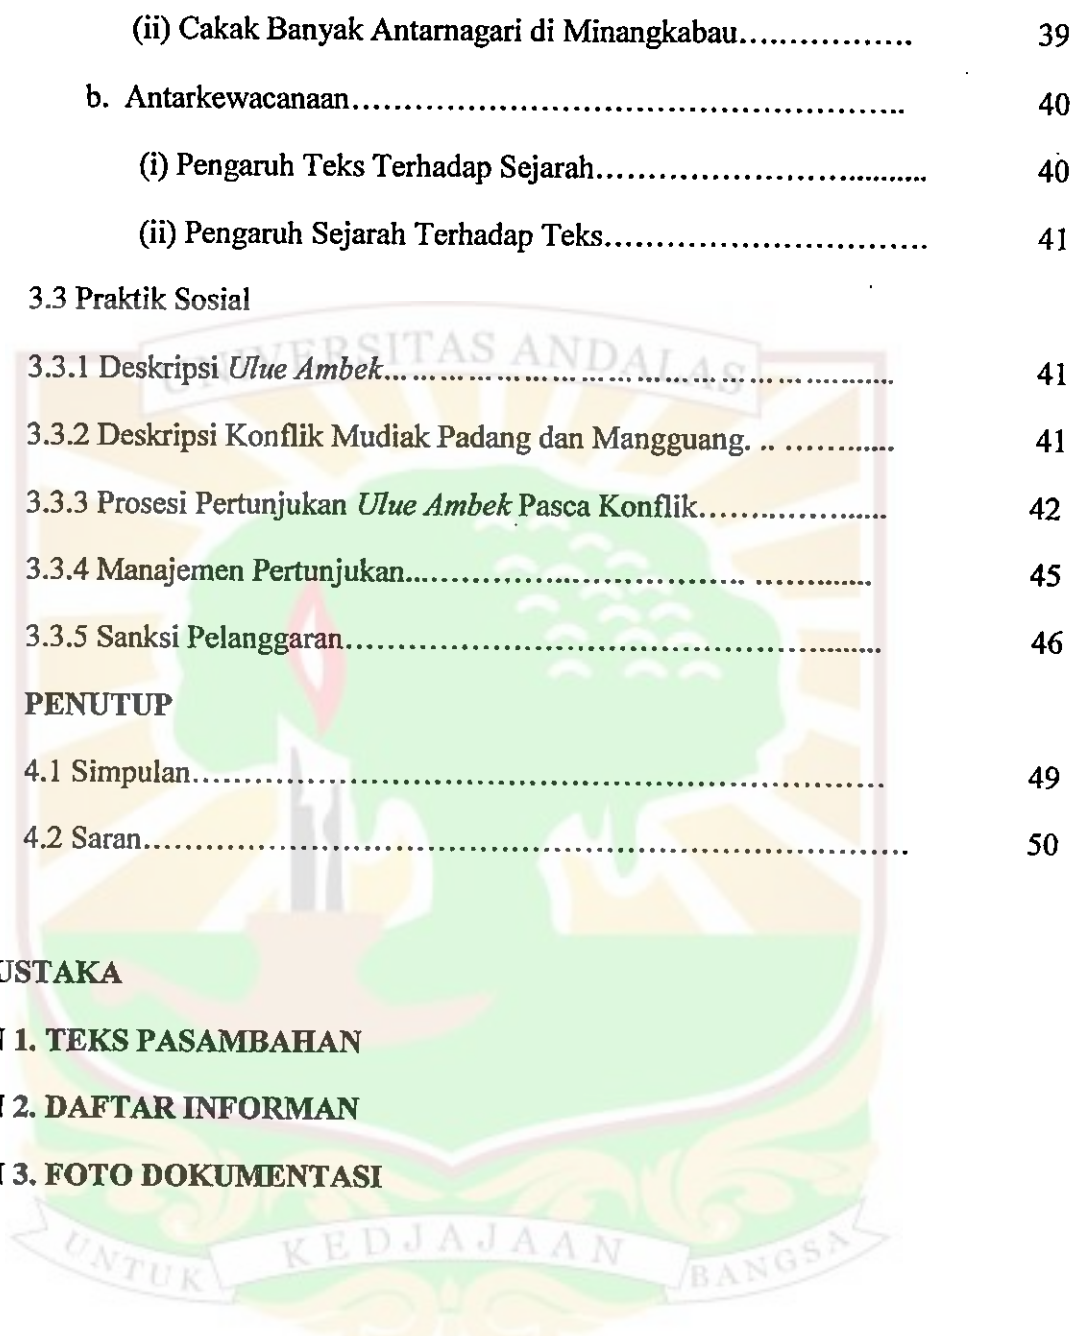 (ii) Cakak Banyak Antarnagari di Minangkabau.................. 39
b. Antarkewacanaan.......................................................... 40
(i) Pengaruh Teks Terhadap Sejarah................................... 40
(ii) Pengaruh Sejarah Terhadap Teks.................................. 41
3.3 Praktik Sosial
UNIVERSITAS ANDALAS
3.3.1 Deskripsi Ulue Ambek...................................................... 41
3.3.2 Deskripsi Konflik Mudiak Padang dan Mangguang. .. ............ 41
3.3.3 Prosesi Pertunjukan Ulue Ambek Pasca Konflik.................... 42
3.3.4 Manajemen Pertunjukan................................... ............. 45
3.3.5 Sanksi Pelanggaran......................................................... 46
PENUTUP
4.1 Simpulan......................................................................... 49
4.2 Saran............................................................................... 50
USTAKA
N 1. TEKS PASAMBAHAN
N 2. DAFTAR INFORMAN
N 3. FOTO DOKUMENTASI
UNTUK KEDJAJAAN BANGSA